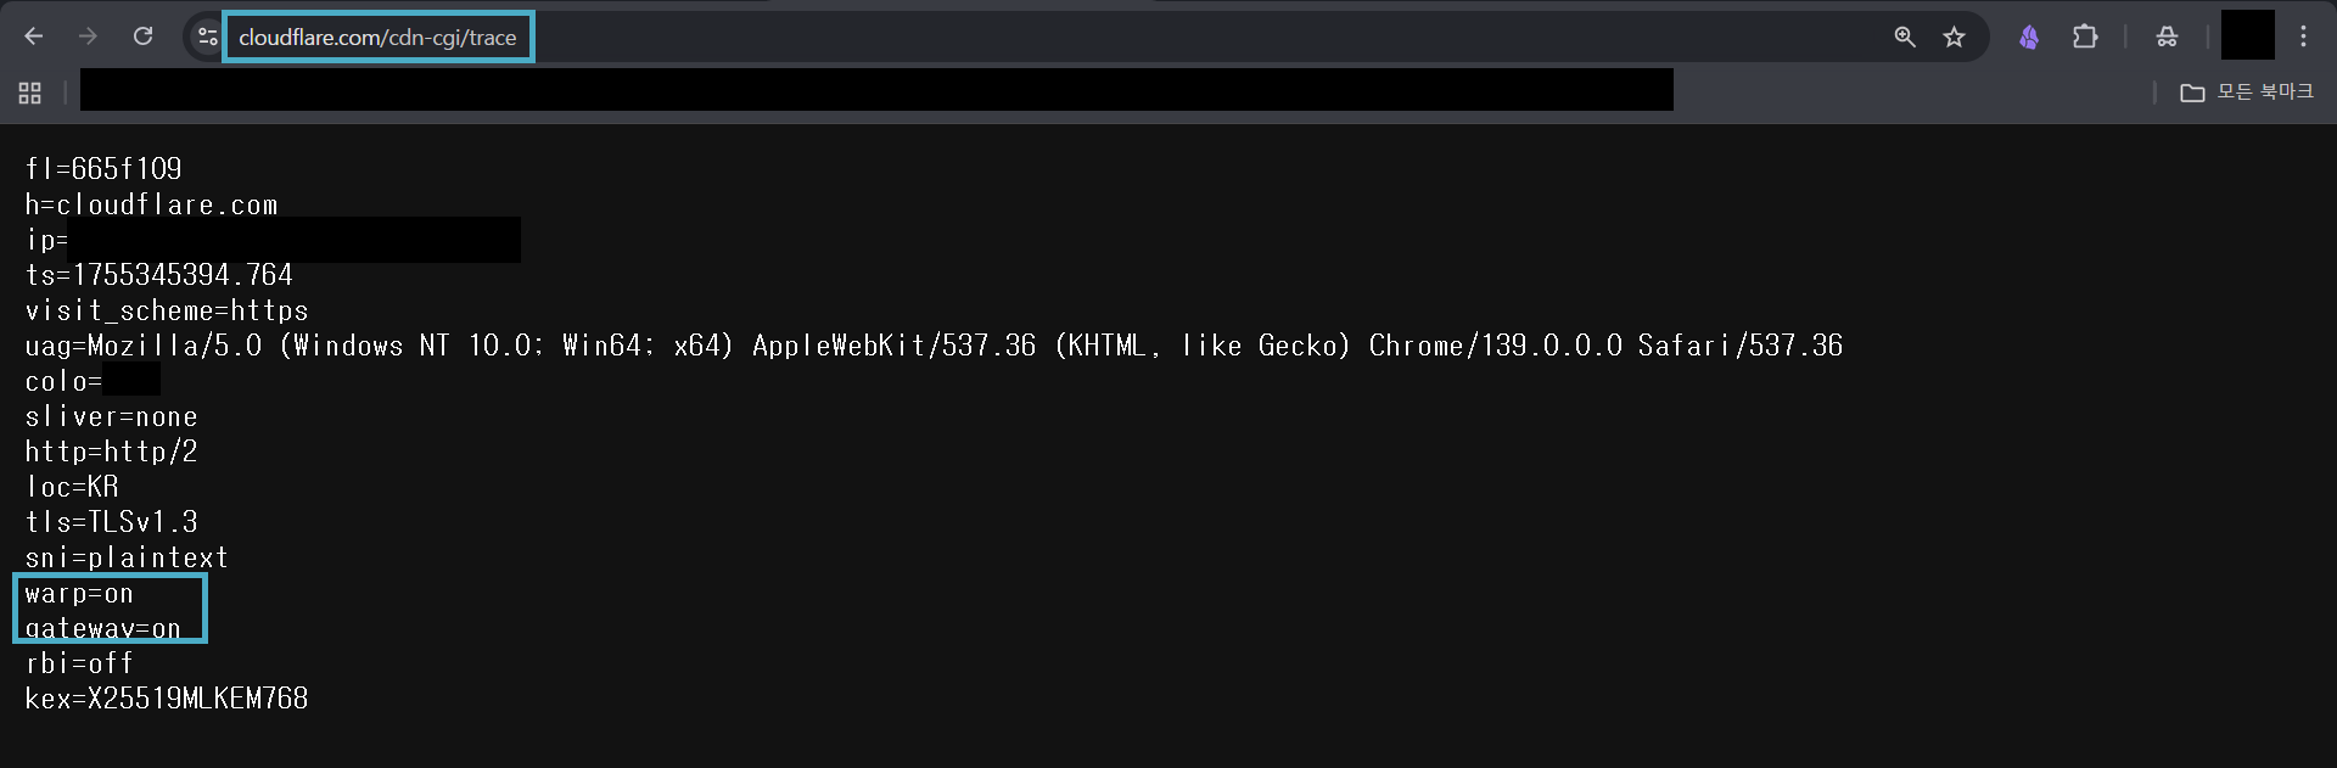 cloudflare.com/cdn-cgi/trace
모든 북마크
fl=665f109
h=cloudflare.com
ip=
ts=1755345394.764
visit_scheme=https
uag=Mozilla/5.0 (Windows NT 10.0; Win64; x64) AppleWebKit/537.36 (KHTML, like Gecko) Chrome/139.0.0.0 Safari/537.36
colo=
sliver=none
http=http/2
loc=KR
tls=TLSv1.3
sni=plaintext
warp=on
gateway=on
rbi=off
kex=X25519MLKEM768